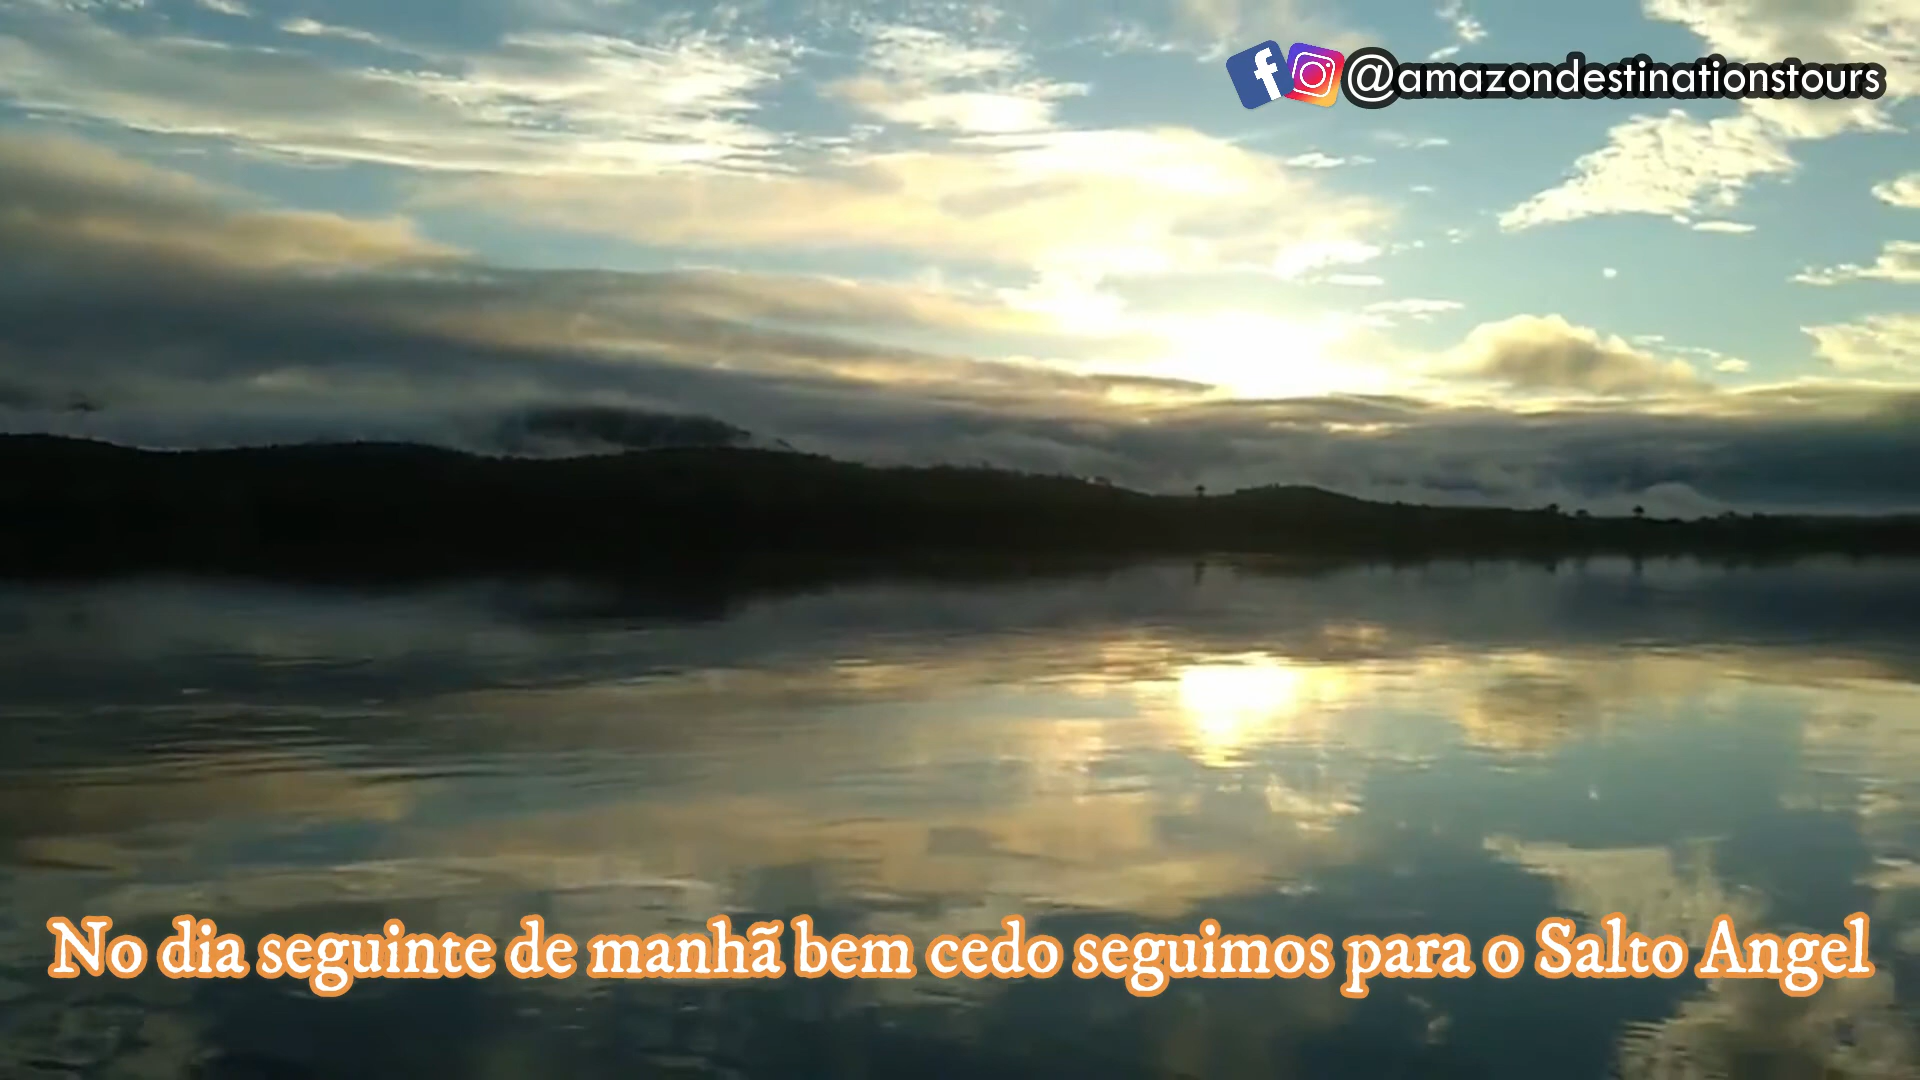 @amazondestinationstours
No dia seguinte de manhã bem cedo seguimos para o Salto Angel